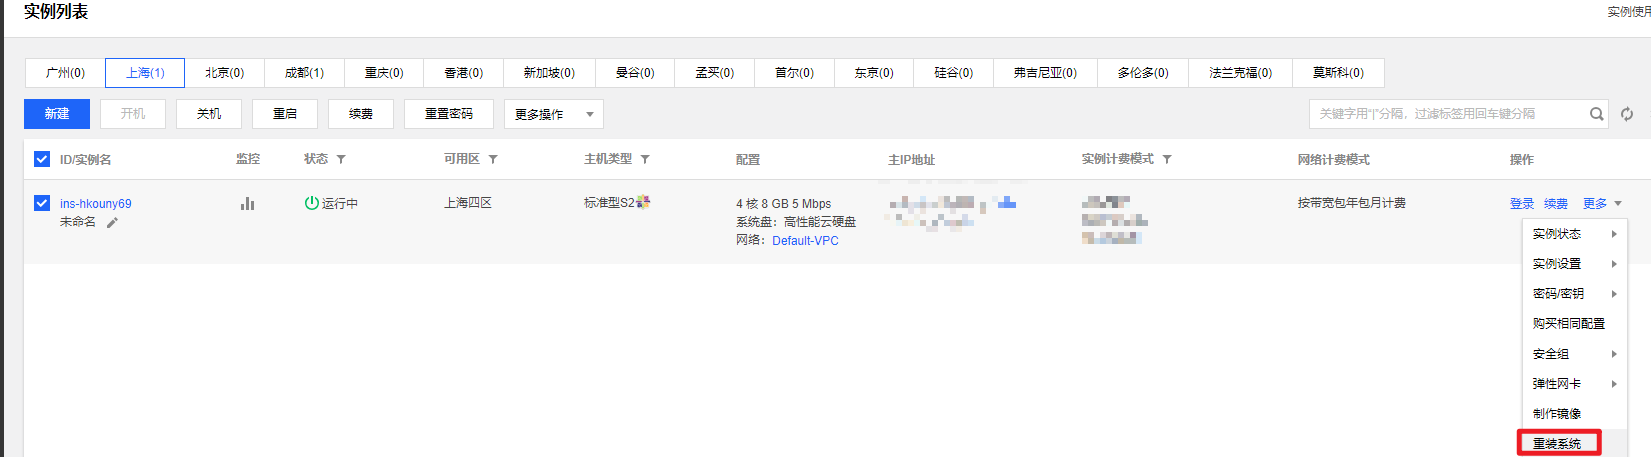 实例列表
实例使用
广州(0) 上海(1) 北京(0) 成都(1) 重庆(0) 香港(0) 新加坡(0) 曼谷(0) 孟买(0) 首尔(0) 东京(0) 硅谷(0) 弗吉尼亚(0) 多伦多(0) 法兰克福(0) 莫斯科(0)
新建 开机 关机 重启 续费 重置密码 更多操作 关键字用"|"分隔，过滤标签用回车键分隔
ID/实例名 监控 状态 可用区 主机类型 配置 主IP地址 实例计费模式 网络计费模式 操作
ins-hkouny69 运行中 上海四区 标准型S2 4 核 8 GB 5 Mbps 按带宽包年包月计费 登录 续费 更多
未命名 系统盘：高性能云硬盘
网络：Default-VPC
实例状态
实例设置
密码/密钥
购买相同配置
安全组
弹性网卡
制作镜像
重装系统